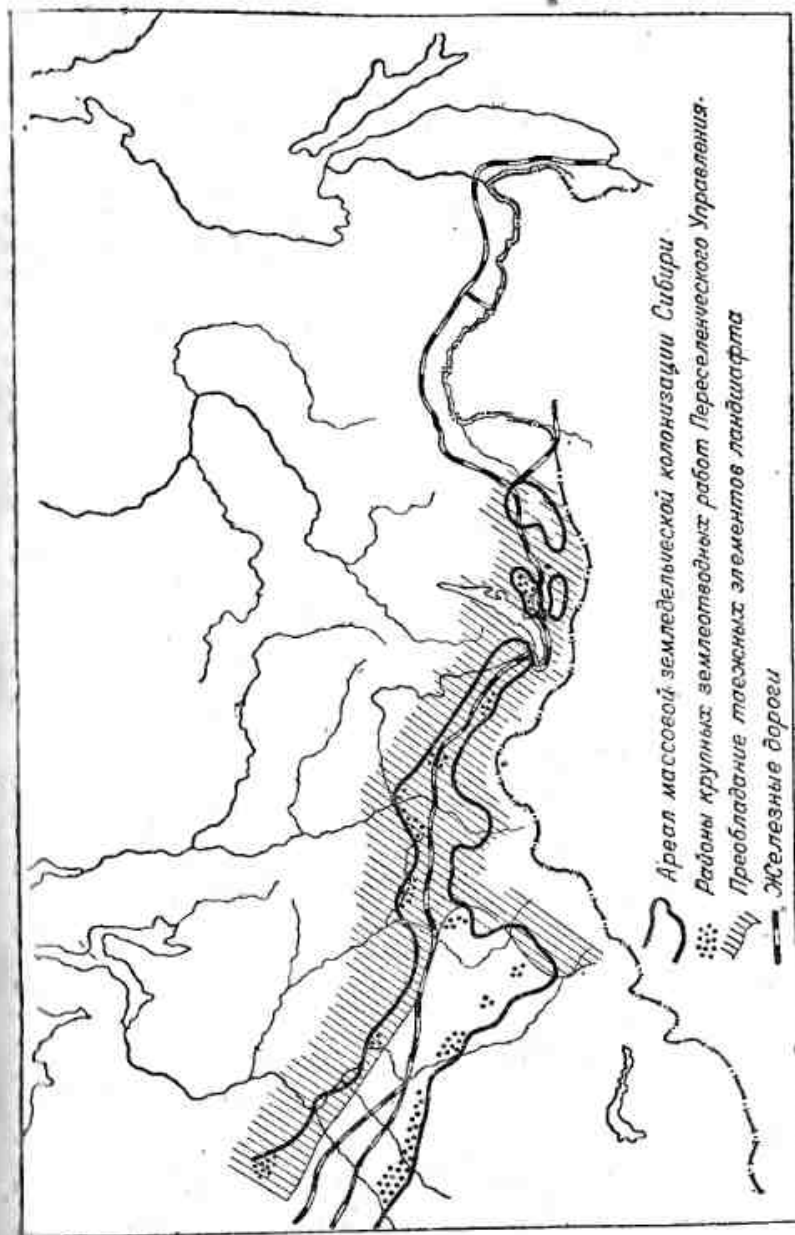 Ареал массовой земледельческой колонизации Сибири
Районы крупных землеотводных работ Переселенческого Управления.
Преобладание таежных элементов ландшафта
Железные дороги